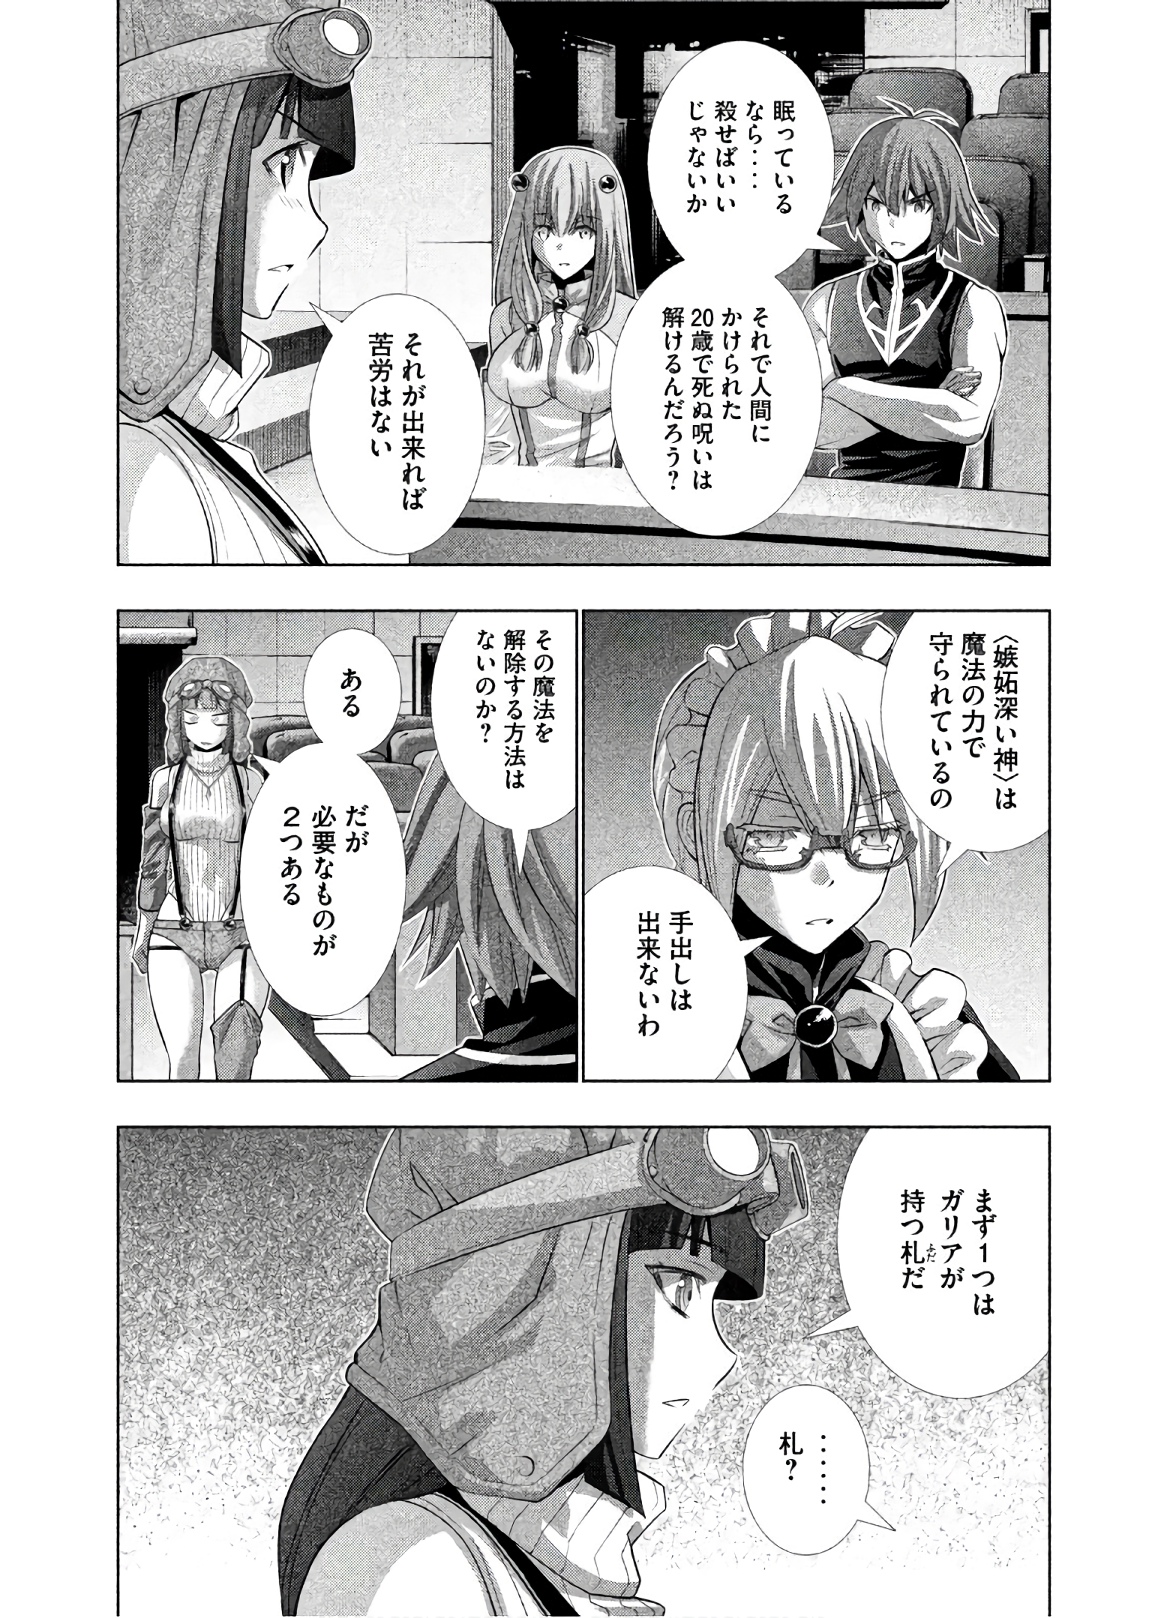 眠っている
なら‥‥
殺せばいい
じゃないか
それで人間に
かけられた
20歳で死ぬ呪いは
解けるんだろう？
それが出来れば
苦労はない
〈嫉妬深い神〉は
魔法の力で
守られているの
手出しは
出来ないわ
その魔法を
解除する方法は
ないのか？
ある
だが
必要なものが
２つある
まず１つは
ガリアが
持つ札だ
‥‥‥
札？